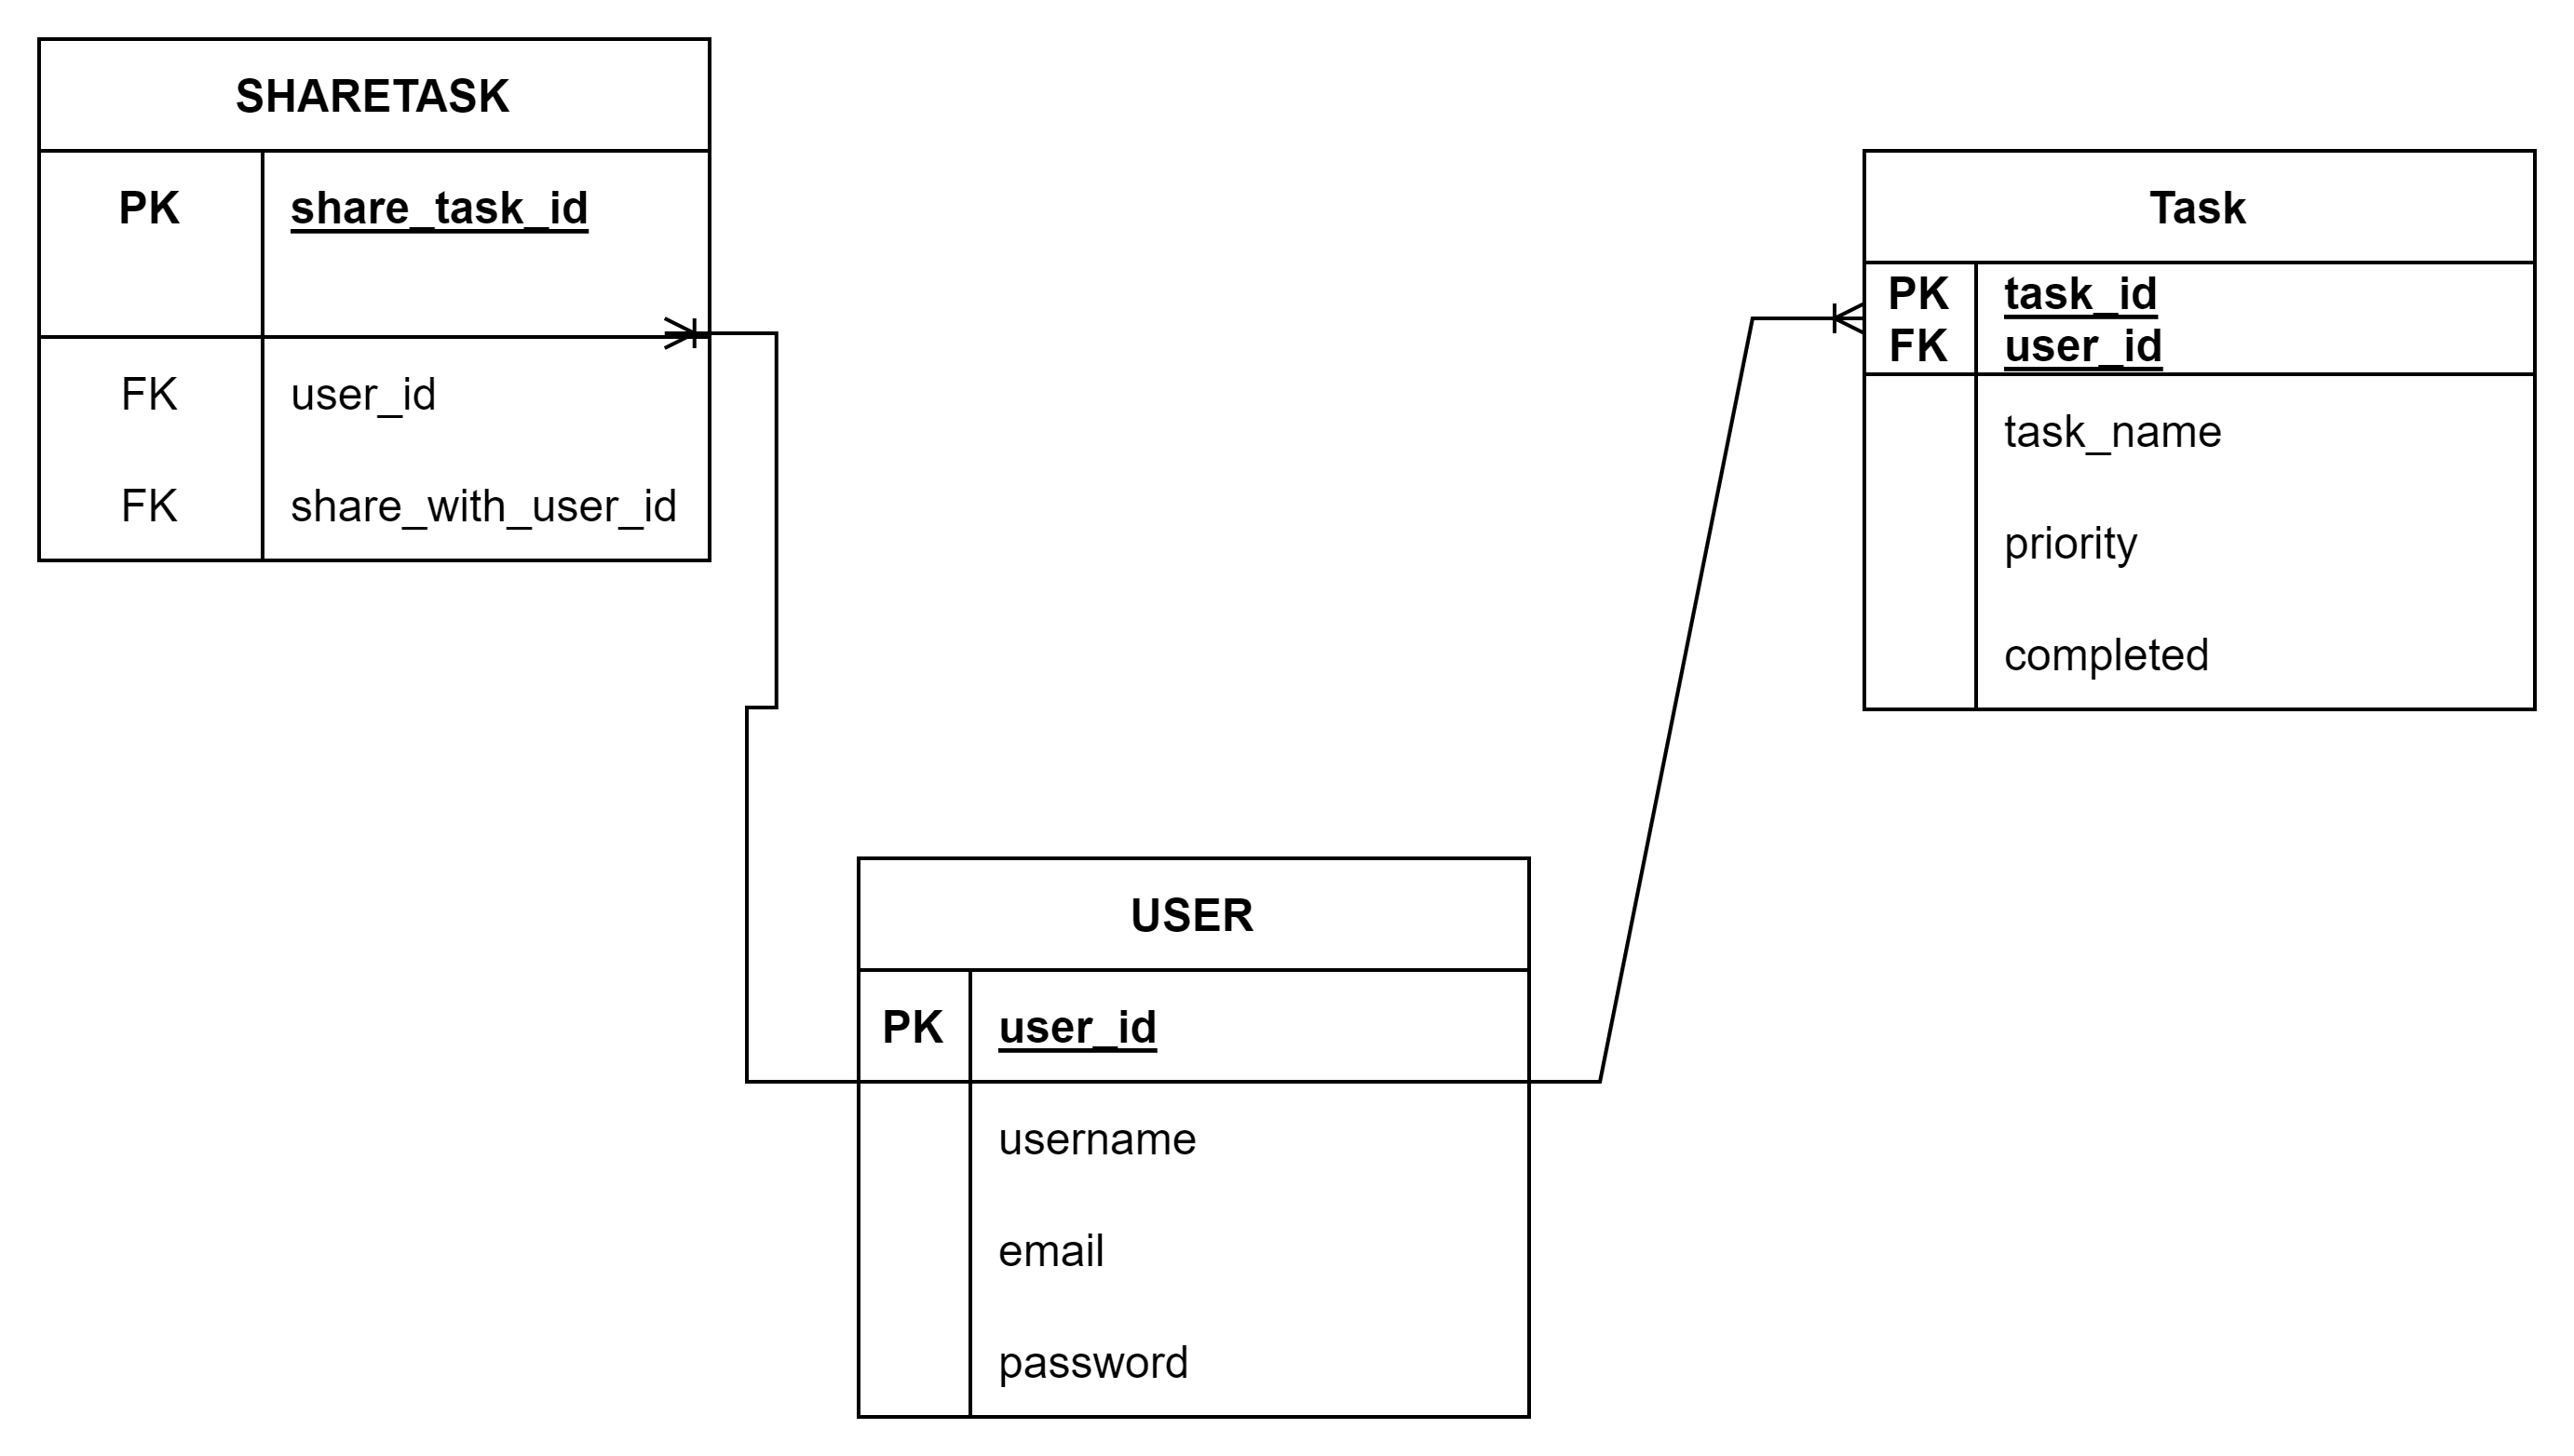 SHARETASK
PK share_task_id
FK user_id
FK share_with_user_id
Task
PK task_id
FK user_id
task_name
priority
completed
USER
PK user_id
username
email
password